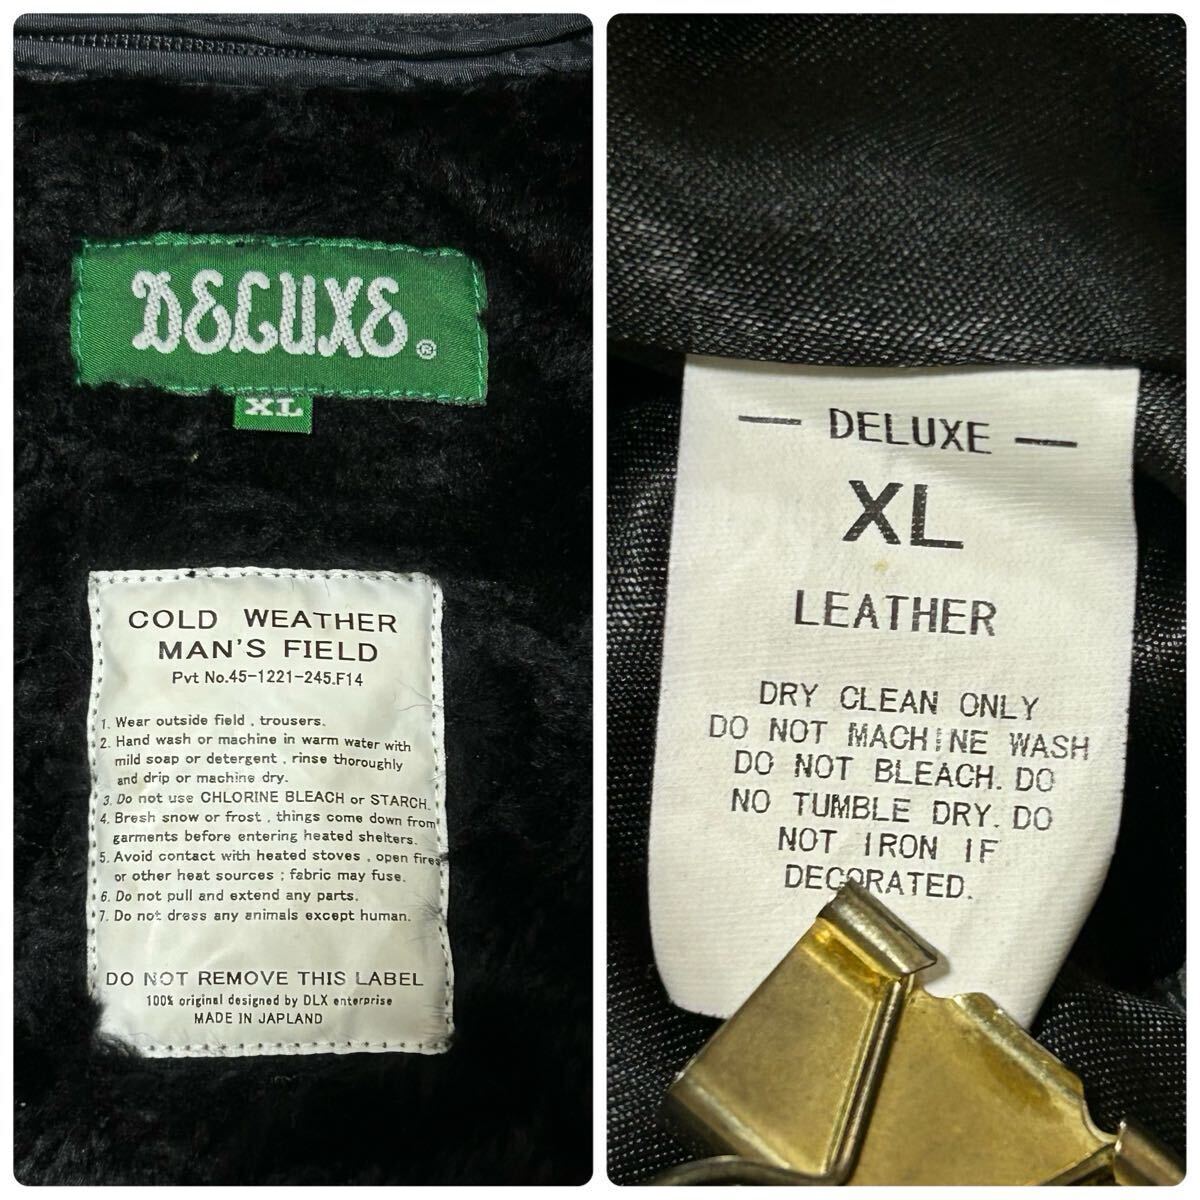 DELUXE®
XL
COLD WEATHER
MAN'S FIELD
Pvt No.45-1221-245.F14
1. Wear outside field , trousers.
2. Hand wash or machine in warm water with
mild soap or detergent , rinse thoroughly
and drip or machine dry.
3. Do not use CHLORINE BLEACH or STARCH.
4. Bresh snow or frost , things come down from
garments before entering heated shelters.
5. Avoid contact with heated stoves , open fires
or other heat sources ; fabric may fuse.
6. Do not pull and extend any parts.
7. Do not dress any animals except human.
DO NOT REMOVE THIS LABEL
100% original designed by DLX enterprise
MADE IN JAPLAND
— DELUXE —
XL
LEATHER
DRY CLEAN ONLY
DO NOT MACHINE WASH
DO NOT BLEACH. DO
NO TUMBLE DRY. DO
NOT IRON IF
DECORATED.